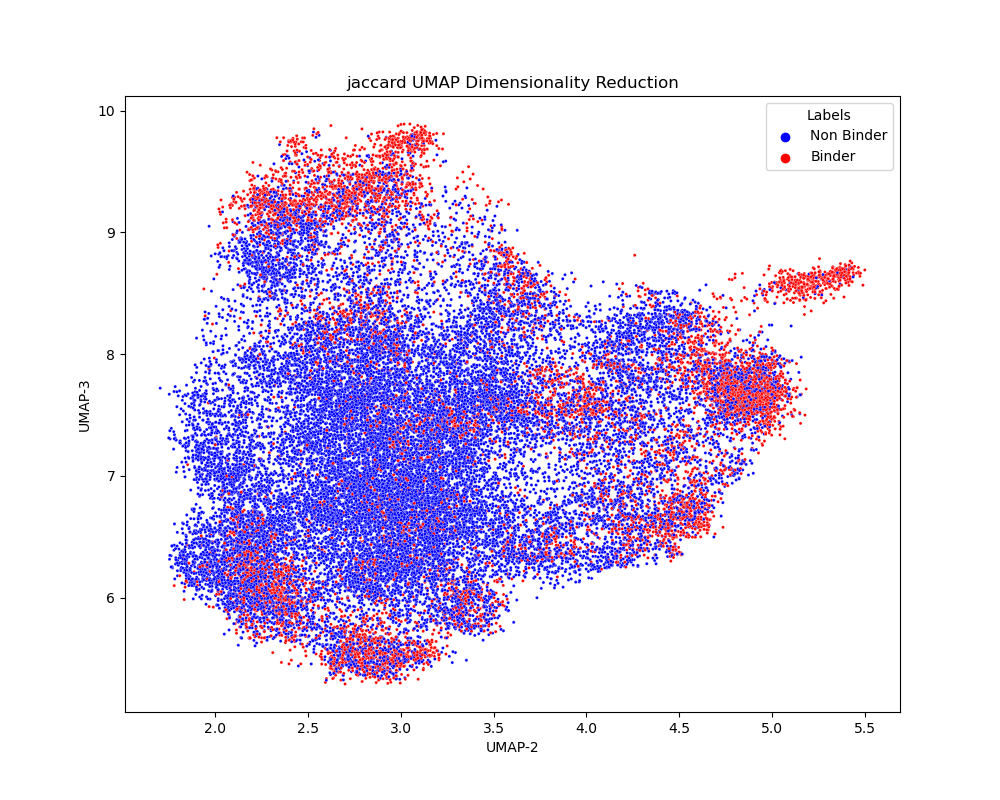 jaccard UMAP Dimensionality Reduction
Labels
Non Binder
Binder
10
9
8
7
6
UMAP-3
2.0 2.5 3.0 3.5 4.0 4.5 5.0 5.5
UMAP-2